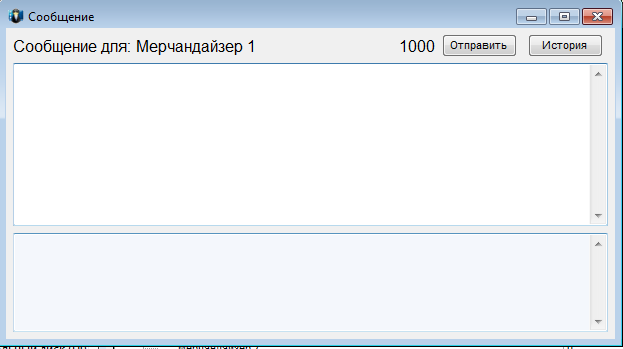 Сообщение
Сообщение для: Мерчандайзер 1 1000 Отправить История